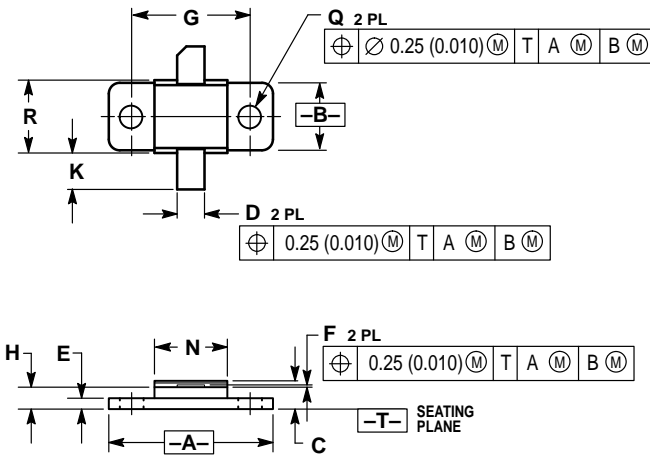 G
Q 2 PL
⌖ ∅ 0.25 (0.010) Ⓜ T A Ⓜ B Ⓜ
R
–B–
K
D 2 PL
⌖ 0.25 (0.010) Ⓜ T A Ⓜ B Ⓜ
N
F 2 PL
H
E
⌖ 0.25 (0.010) Ⓜ T A Ⓜ B Ⓜ
–T– SEATING
PLANE
–A–
C